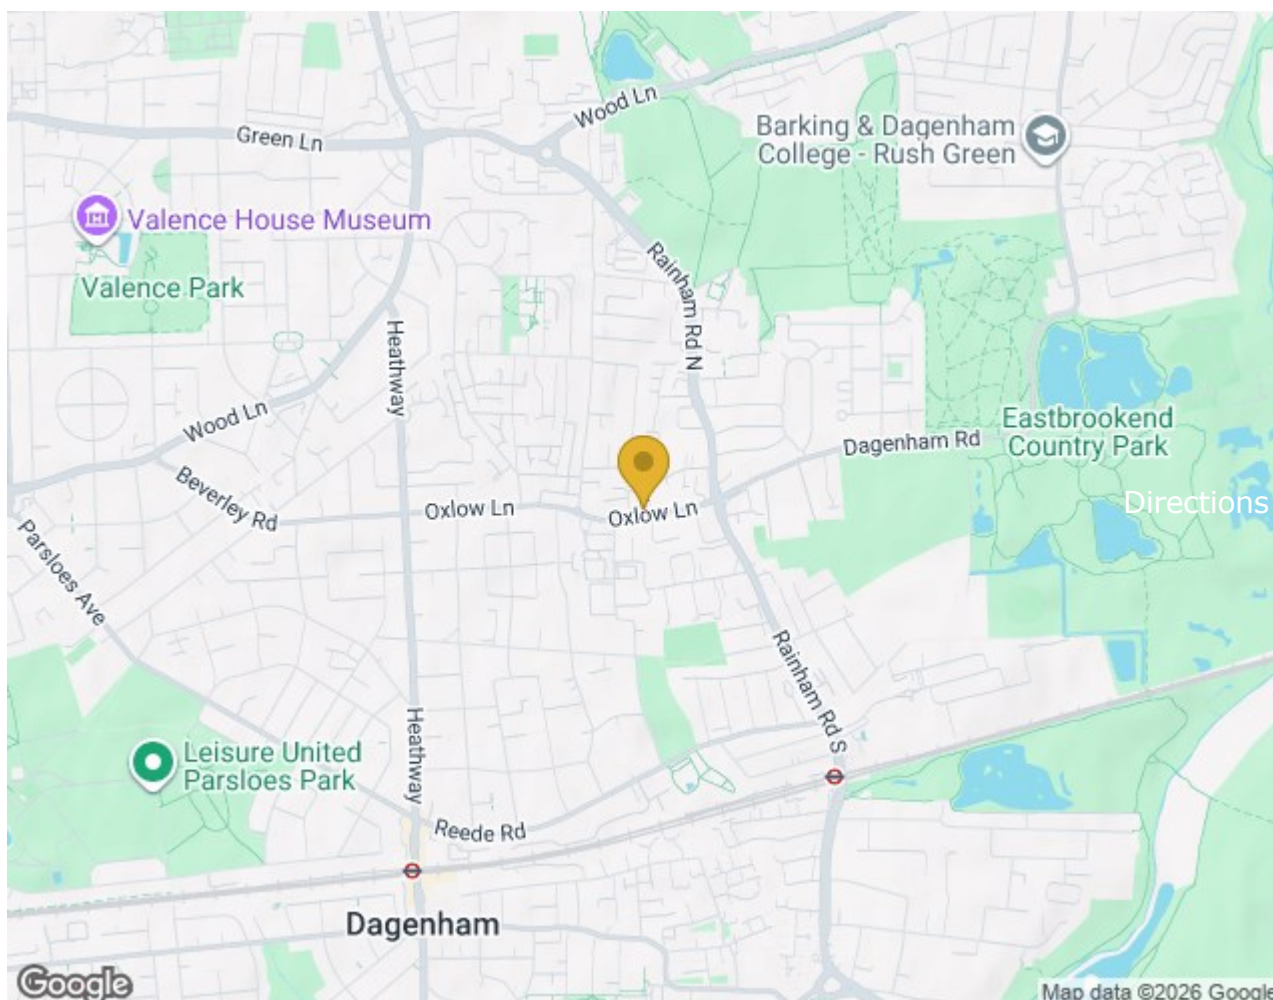 Wood Ln
Green Ln
Barking & Dagenham
College - Rush Green
Valence House Museum
Valence Park
Rainham Rd N
Heathway
Wood Ln
Eastbrookend
Country Park
Dagenham Rd
Beverley Rd
Oxlow Ln
Oxlow Ln
Directions
Parsloes Ave
Rainham Rd S
Heathway
Leisure United
Parsloes Park
Reede Rd
Dagenham
Google
Map data ©2026 Google